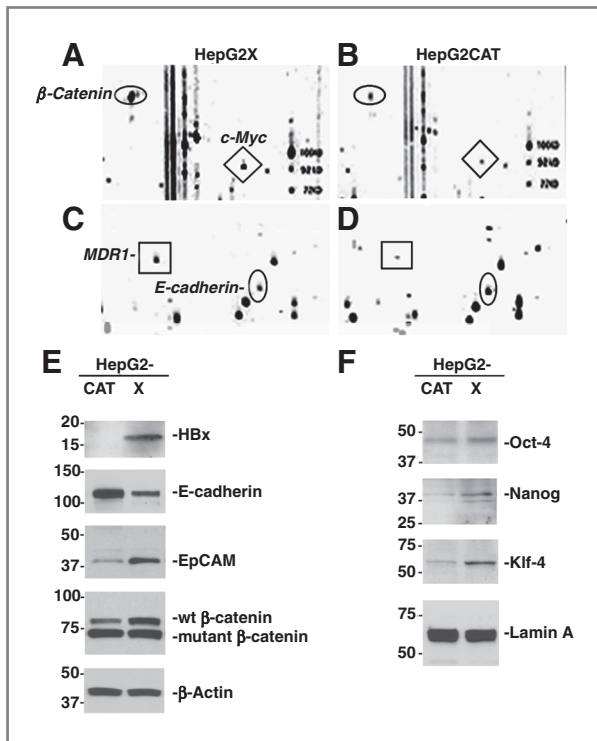 A HepG2X
B HepG2CAT
β-Catenin
c-Myc
C
D
MDR1-
E-cadherin-
E HepG2-
CAT X
20-
15-
-HBx
150-
100-
-E-cadherin
50-
37-
-EpCAM
100-
75-
-wt β-catenin
-mutant β-catenin
50-
37-
-β-Actin
F HepG2-
CAT X
50-
37-
-Oct-4
37-
25-
-Nanog
75-
50-
-Klf-4
75-
50-
-Lamin A